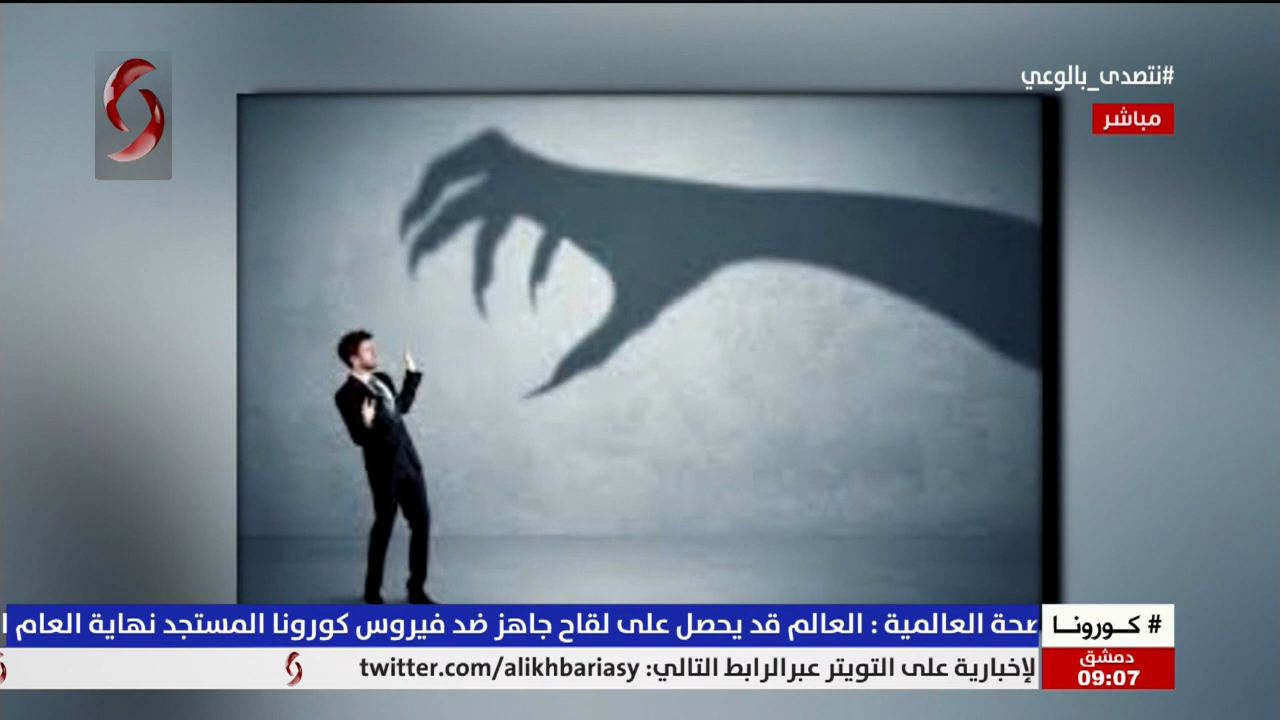 #نتصدى_بالوعي
مباشر
# كـورونـا
صحة العالمية : العالم قد يحصل على لقاح جاهز ضد فيروس كورونا المستجد نهاية العام ا
دمشق
09:07
لإخبارية على التويتر عبرالرابط التالي: twitter.com/alikhbariasy